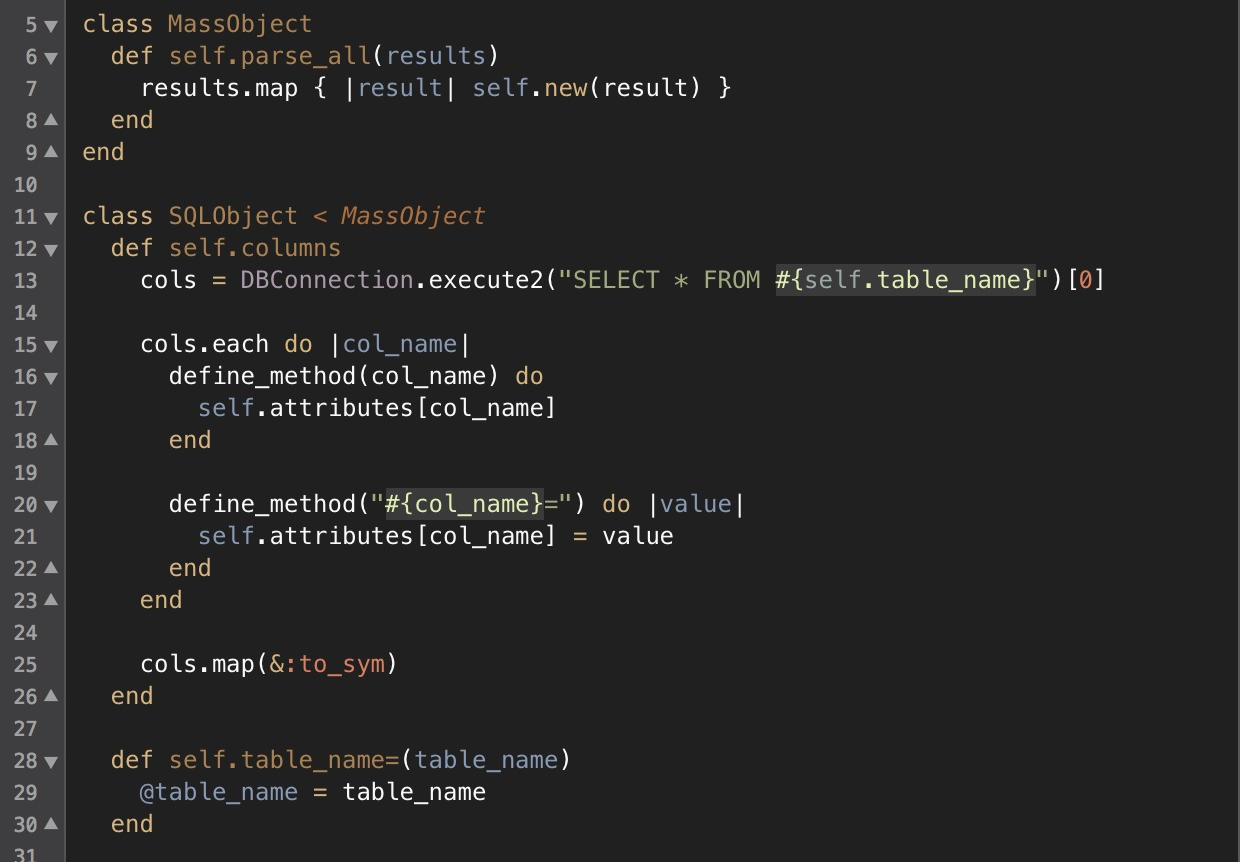 5 class MassObject
6   def self.parse_all(results)
7     results.map { |result| self.new(result) }
8   end
9 end
10
11 class SQLObject < MassObject
12   def self.columns
13     cols = DBConnection.execute2("SELECT * FROM #{self.table_name}")[0]
14
15     cols.each do |col_name|
16       define_method(col_name) do
17         self.attributes[col_name]
18       end
19
20       define_method("#{col_name}=") do |value|
21         self.attributes[col_name] = value
22       end
23     end
24
25     cols.map(&:to_sym)
26   end
27
28   def self.table_name=(table_name)
29     @table_name = table_name
30   end
31